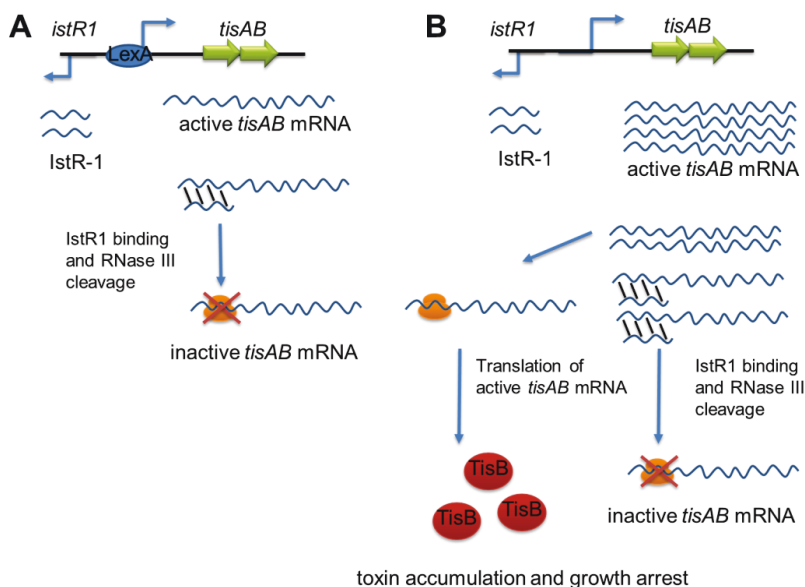 A
istR1
tisAB
LexA
IstR-1
active tisAB mRNA
IstR1 binding
and RNase III
cleavage
inactive tisAB mRNA
B
istR1
tisAB
IstR-1
active tisAB mRNA
Translation of
active tisAB mRNA
IstR1 binding
and RNase III
cleavage
TisB
TisB
TisB
inactive tisAB mRNA
toxin accumulation and growth arrest